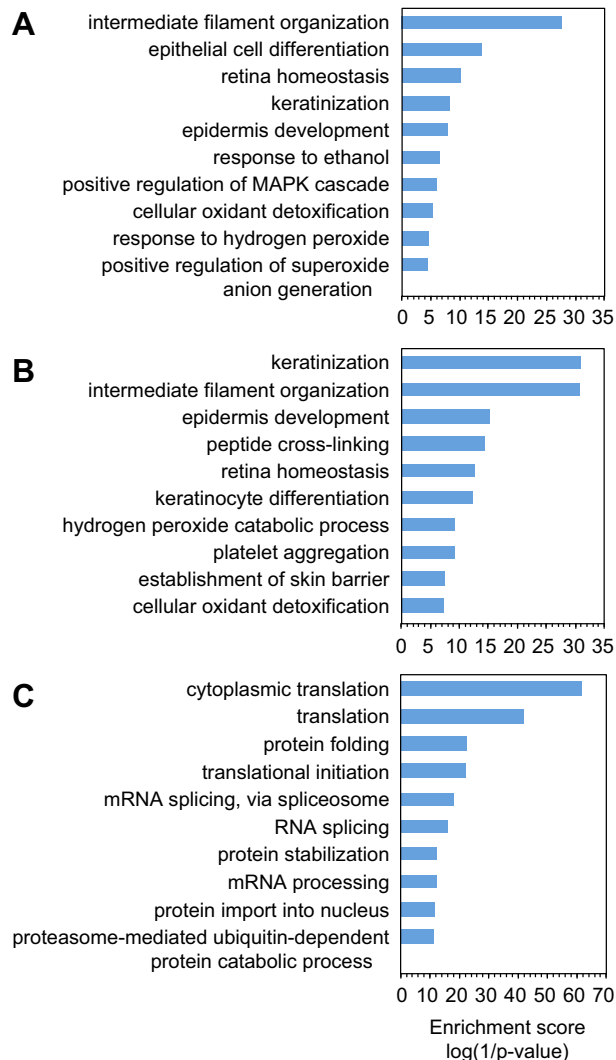 A
intermediate filament organization
epithelial cell differentiation
retina homeostasis
keratinization
epidermis development
response to ethanol
positive regulation of MAPK cascade
cellular oxidant detoxification
response to hydrogen peroxide
positive regulation of superoxide
anion generation
0 5 10 15 20 25 30 35
B
keratinization
intermediate filament organization
epidermis development
peptide cross-linking
retina homeostasis
keratinocyte differentiation
hydrogen peroxide catabolic process
platelet aggregation
establishment of skin barrier
cellular oxidant detoxification
0 5 10 15 20 25 30 35
C
cytoplasmic translation
translation
protein folding
translational initiation
mRNA splicing, via spliceosome
RNA splicing
protein stabilization
mRNA processing
protein import into nucleus
proteasome-mediated ubiquitin-dependent
protein catabolic process
0 10 20 30 40 50 60 70
Enrichment score
log(1/p-value)